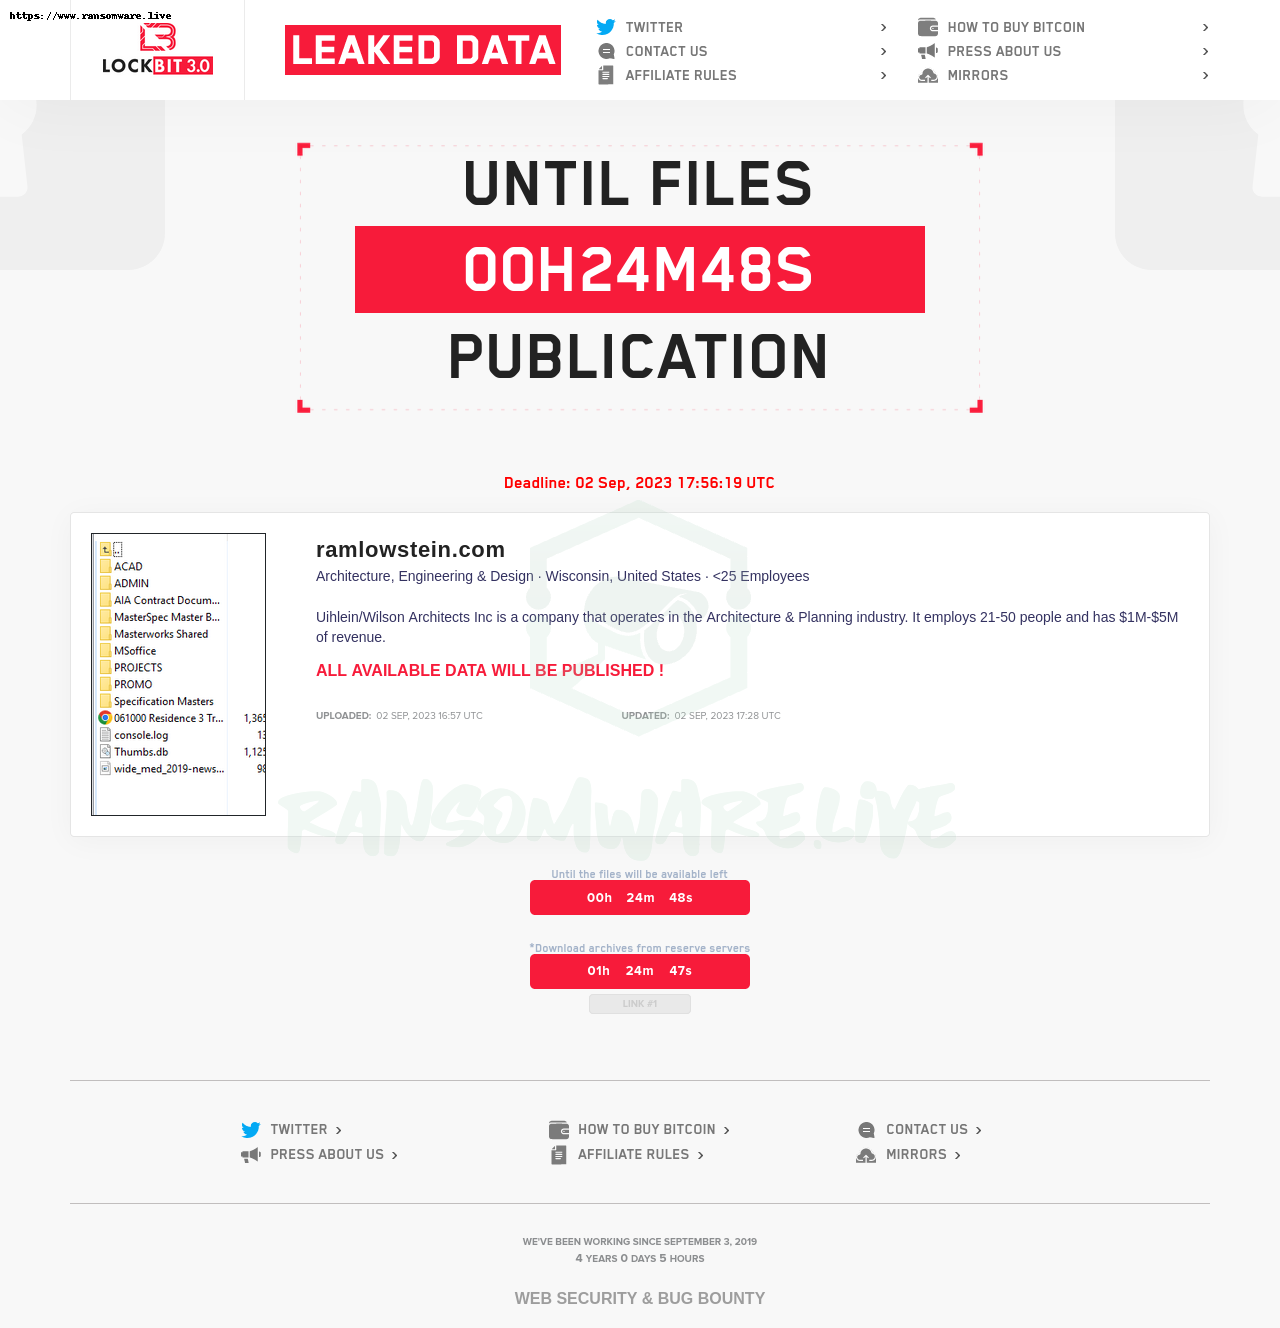 https://www.ransomware.live
LOCKBIT 3.0
LEAKED DATA
TWITTER
CONTACT US
AFFILIATE RULES
HOW TO BUY BITCOIN
PRESS ABOUT US
MIRRORS
UNTIL FILES
00H24M48S
PUBLICATION
Deadline: 02 Sep, 2023 17:56:19 UTC
..
ACAD
ADMIN
AIA Contract Docum...
MasterSpec Master B...
Masterworks Shared
MSoffice
PROJECTS
PROMO
Specification Masters
061000 Residence 3 Tr... 1,365
console.log 13
Thumbs.db 1,125
wide_med_2019-news... 98
ramlowstein.com
Architecture, Engineering & Design · Wisconsin, United States · <25 Employees
Uihlein/Wilson Architects Inc is a company that operates in the Architecture & Planning industry. It employs 21-50 people and has $1M-$5M
of revenue.
ALL AVAILABLE DATA WILL BE PUBLISHED !
UPLOADED: 02 SEP, 2023 16:57 UTC UPDATED: 02 SEP, 2023 17:28 UTC
RANSOMWARE.LIVE
Until the files will be available left
00h 24m 48s
*Download archives from reserve servers
01h 24m 47s
LINK #1
TWITTER
PRESS ABOUT US
HOW TO BUY BITCOIN
AFFILIATE RULES
CONTACT US
MIRRORS
WE'VE BEEN WORKING SINCE SEPTEMBER 3, 2019
4 YEARS 0 DAYS 5 HOURS
WEB SECURITY & BUG BOUNTY